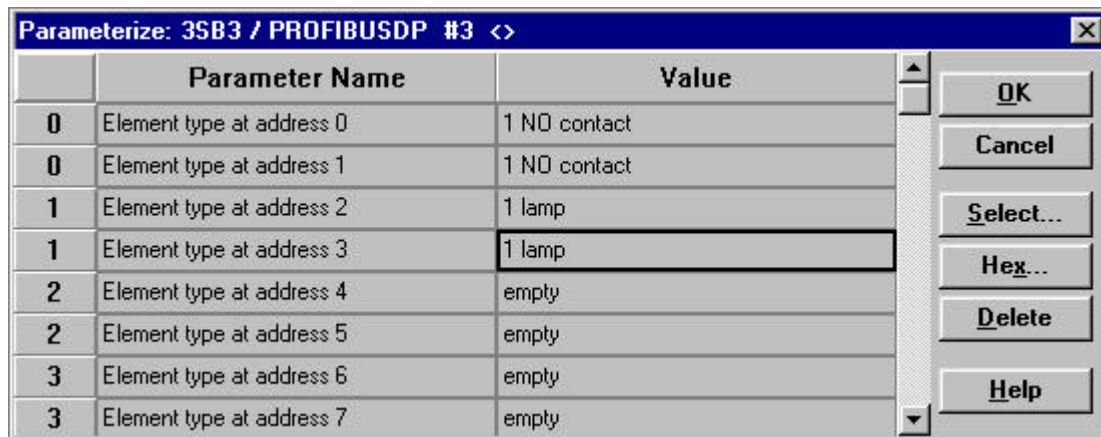 Parameterize: 3SB3 / PROFIBUSDP #3 <>
Parameter Name Value
0 Element type at address 0 1 NO contact
0 Element type at address 1 1 NO contact
1 Element type at address 2 1 lamp
1 Element type at address 3 1 lamp
2 Element type at address 4 empty
2 Element type at address 5 empty
3 Element type at address 6 empty
3 Element type at address 7 empty
OK
Cancel
Select...
Hex...
Delete
Help